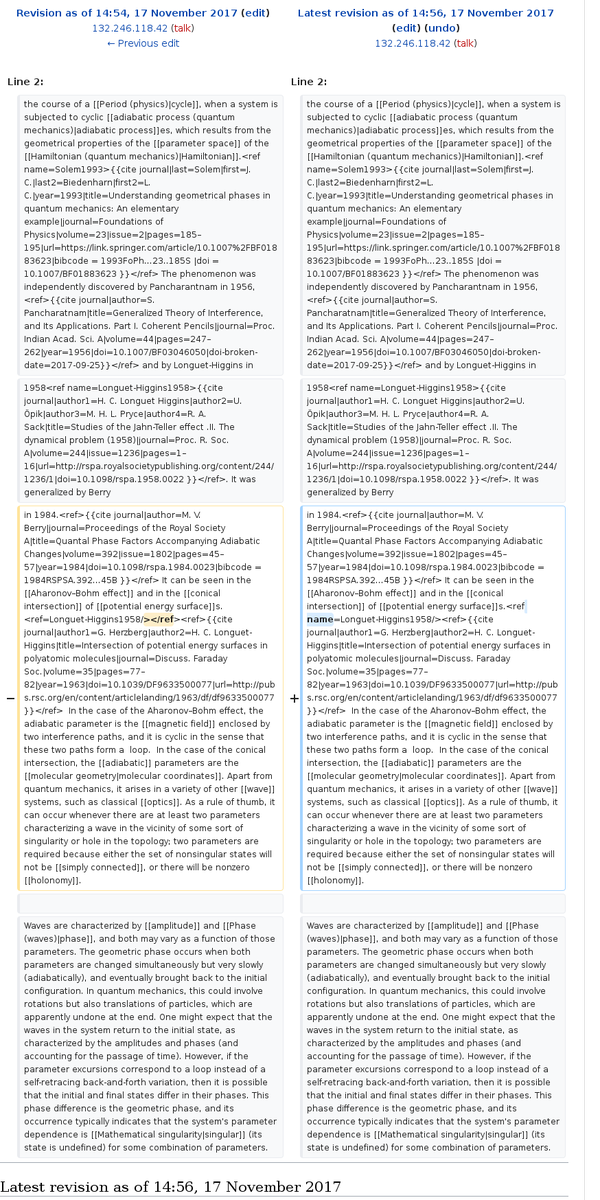 Revision as of 14:54, 17 November 2017 (edit)
132.246.118.42 (talk)
← Previous edit
Latest revision as of 14:56, 17 November 2017
(edit) (undo)
132.246.118.42 (talk)
Line 2:
the course of a [[Period (physics)|cycle]], when a system is
subjected to cyclic [[adiabatic process (quantum
mechanics)|adiabatic process]]es, which results from the
geometrical properties of the [[parameter space]] of the
[[Hamiltonian (quantum mechanics)|Hamiltonian]].<ref
name=Solem1993>{{cite journal|last=Solem|first=J.
C.|last2=Biedenharn|first2=L.
C.|year=1993|title=Understanding geometrical phases in
quantum mechanics: An elementary
example|journal=Foundations of
Physics|volume=23|issue=2|pages=185–
195|url=https://link.springer.com/article/10.1007%2FBF018
83623|bibcode = 1993FoPh...23..185S |doi =
10.1007/BF01883623 }}</ref> The phenomenon was
independently discovered by Pancharantnam in 1956,
<ref>{{cite journal|author=S.
Pancharatnam|title=Generalized Theory of Interference,
and Its Applications. Part I. Coherent Pencils|journal=Proc.
Indian Acad. Sci. A|volume=44|pages=247–
262|year=1956|doi=10.1007/BF03046050|doi-broken-
date=2017-09-25}}</ref> and by Longuet-Higgins in
1958<ref name=Longuet-Higgins1958>{{cite
journal|author1=H. C. Longuet Higgins|author2=U.
Öpik|author3=M. H. L. Pryce|author4=R. A.
Sack|title=Studies of the Jahn-Teller effect .II. The
dynamical problem (1958)|journal=Proc. R. Soc.
A|volume=244|issue=1236|pages=1–
16|url=http://rspa.royalsocietypublishing.org/content/244/
1236/1|doi=10.1098/rspa.1958.0022 }}</ref>. It was
generalized by Berry
− in 1984.<ref>{{cite journal|author=M. V.
Berry|journal=Proceedings of the Royal Society
A|title=Quantal Phase Factors Accompanying Adiabatic
Changes|volume=392|issue=1802|pages=45–
57|year=1984|doi=10.1098/rspa.1984.0023|bibcode =
1984RSPSA.392...45B }}</ref> It can be seen in the
[[Aharonov–Bohm effect]] and in the [[conical
intersection]] of [[potential energy surface]]s.
<ref=Longuet-Higgins1958/></ref><ref>{{cite
journal|author1=G. Herzberg|author2=H. C. Longuet-
Higgins|title=Intersection of potential energy surfaces in
polyatomic molecules|journal=Discuss. Faraday
Soc.|volume=35|pages=77–
82|year=1963|doi=10.1039/DF9633500077|url=http://pub
s.rsc.org/en/content/articlelanding/1963/df/df9633500077
}}</ref>  In the case of the Aharonov–Bohm effect, the
adiabatic parameter is the [[magnetic field]] enclosed by
two interference paths, and it is cyclic in the sense that
these two paths form a  loop.  In the case of the conical
intersection, the [[adiabatic]] parameters are the
[[molecular geometry|molecular coordinates]]. Apart from
quantum mechanics, it arises in a variety of other [[wave]]
systems, such as classical [[optics]]. As a rule of thumb, it
can occur whenever there are at least two parameters
characterizing a wave in the vicinity of some sort of
singularity or hole in the topology; two parameters are
required because either the set of nonsingular states will
not be [[simply connected]], or there will be nonzero
[[holonomy]].
Waves are characterized by [[amplitude]] and [[Phase
(waves)|phase]], and both may vary as a function of those
parameters. The geometric phase occurs when both
parameters are changed simultaneously but very slowly
(adiabatically), and eventually brought back to the initial
configuration. In quantum mechanics, this could involve
rotations but also translations of particles, which are
apparently undone at the end. One might expect that the
waves in the system return to the initial state, as
characterized by the amplitudes and phases (and
accounting for the passage of time). However, if the
parameter excursions correspond to a loop instead of a
self-retracing back-and-forth variation, then it is possible
that the initial and final states differ in their phases. This
phase difference is the geometric phase, and its
occurrence typically indicates that the system's parameter
dependence is [[Mathematical singularity|singular]] (its
state is undefined) for some combination of parameters.
Line 2:
the course of a [[Period (physics)|cycle]], when a system is
subjected to cyclic [[adiabatic process (quantum
mechanics)|adiabatic process]]es, which results from the
geometrical properties of the [[parameter space]] of the
[[Hamiltonian (quantum mechanics)|Hamiltonian]].<ref
name=Solem1993>{{cite journal|last=Solem|first=J.
C.|last2=Biedenharn|first2=L.
C.|year=1993|title=Understanding geometrical phases in
quantum mechanics: An elementary
example|journal=Foundations of
Physics|volume=23|issue=2|pages=185–
195|url=https://link.springer.com/article/10.1007%2FBF018
83623|bibcode = 1993FoPh...23..185S |doi =
10.1007/BF01883623 }}</ref> The phenomenon was
independently discovered by Pancharantnam in 1956,
<ref>{{cite journal|author=S.
Pancharatnam|title=Generalized Theory of Interference,
and Its Applications. Part I. Coherent Pencils|journal=Proc.
Indian Acad. Sci. A|volume=44|pages=247–
262|year=1956|doi=10.1007/BF03046050|doi-broken-
date=2017-09-25}}</ref> and by Longuet-Higgins in
1958<ref name=Longuet-Higgins1958>{{cite
journal|author1=H. C. Longuet Higgins|author2=U.
Öpik|author3=M. H. L. Pryce|author4=R. A.
Sack|title=Studies of the Jahn-Teller effect .II. The
dynamical problem (1958)|journal=Proc. R. Soc.
A|volume=244|issue=1236|pages=1–
16|url=http://rspa.royalsocietypublishing.org/content/244/
1236/1|doi=10.1098/rspa.1958.0022 }}</ref>. It was
generalized by Berry
+ in 1984.<ref>{{cite journal|author=M. V.
Berry|journal=Proceedings of the Royal Society
A|title=Quantal Phase Factors Accompanying Adiabatic
Changes|volume=392|issue=1802|pages=45–
57|year=1984|doi=10.1098/rspa.1984.0023|bibcode =
1984RSPSA.392...45B }}</ref> It can be seen in the
[[Aharonov–Bohm effect]] and in the [[conical
intersection]] of [[potential energy surface]]s.<ref
name=Longuet-Higgins1958/><ref>{{cite
journal|author1=G. Herzberg|author2=H. C. Longuet-
Higgins|title=Intersection of potential energy surfaces in
polyatomic molecules|journal=Discuss. Faraday
Soc.|volume=35|pages=77–
82|year=1963|doi=10.1039/DF9633500077|url=http://pub
s.rsc.org/en/content/articlelanding/1963/df/df9633500077
}}</ref>  In the case of the Aharonov–Bohm effect, the
adiabatic parameter is the [[magnetic field]] enclosed by
two interference paths, and it is cyclic in the sense that
these two paths form a  loop.  In the case of the conical
intersection, the [[adiabatic]] parameters are the
[[molecular geometry|molecular coordinates]]. Apart from
quantum mechanics, it arises in a variety of other [[wave]]
systems, such as classical [[optics]]. As a rule of thumb, it
can occur whenever there are at least two parameters
characterizing a wave in the vicinity of some sort of
singularity or hole in the topology; two parameters are
required because either the set of nonsingular states will
not be [[simply connected]], or there will be nonzero
[[holonomy]].
Waves are characterized by [[amplitude]] and [[Phase
(waves)|phase]], and both may vary as a function of those
parameters. The geometric phase occurs when both
parameters are changed simultaneously but very slowly
(adiabatically), and eventually brought back to the initial
configuration. In quantum mechanics, this could involve
rotations but also translations of particles, which are
apparently undone at the end. One might expect that the
waves in the system return to the initial state, as
characterized by the amplitudes and phases (and
accounting for the passage of time). However, if the
parameter excursions correspond to a loop instead of a
self-retracing back-and-forth variation, then it is possible
that the initial and final states differ in their phases. This
phase difference is the geometric phase, and its
occurrence typically indicates that the system's parameter
dependence is [[Mathematical singularity|singular]] (its
state is undefined) for some combination of parameters.
Latest revision as of 14:56, 17 November 2017